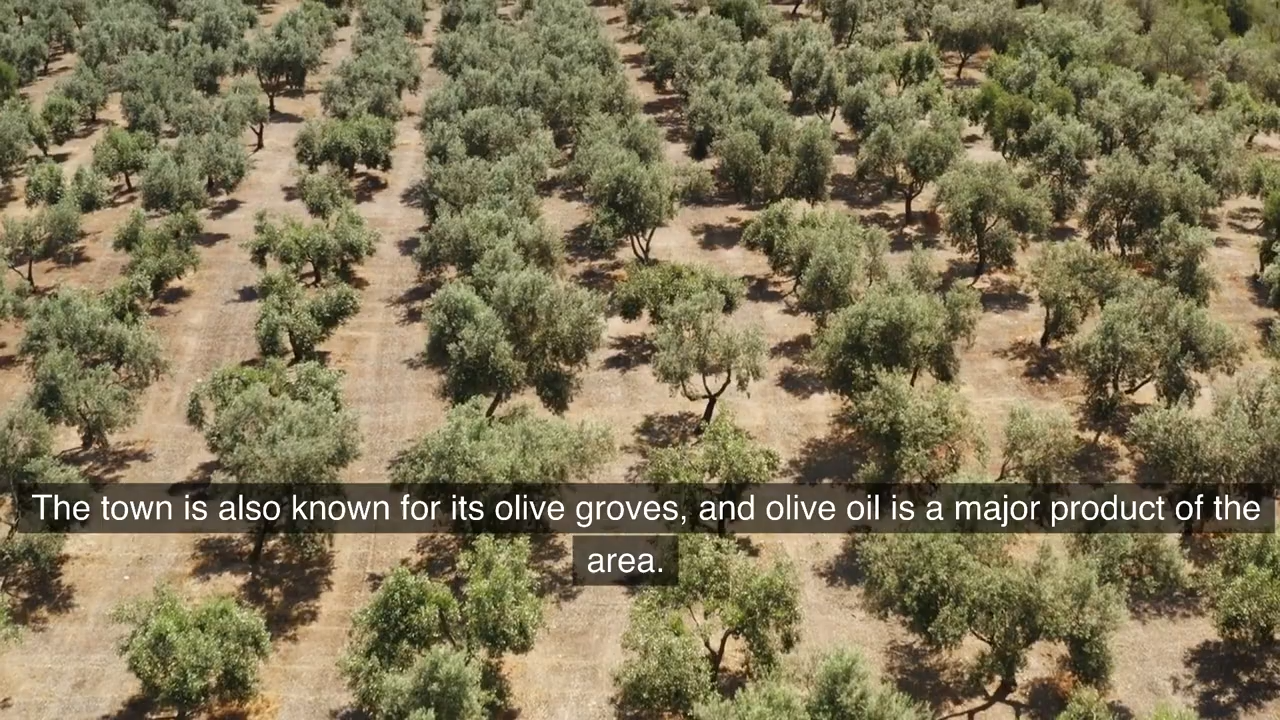 The town is also known for its olive groves, and olive oil is a major product of the
area.